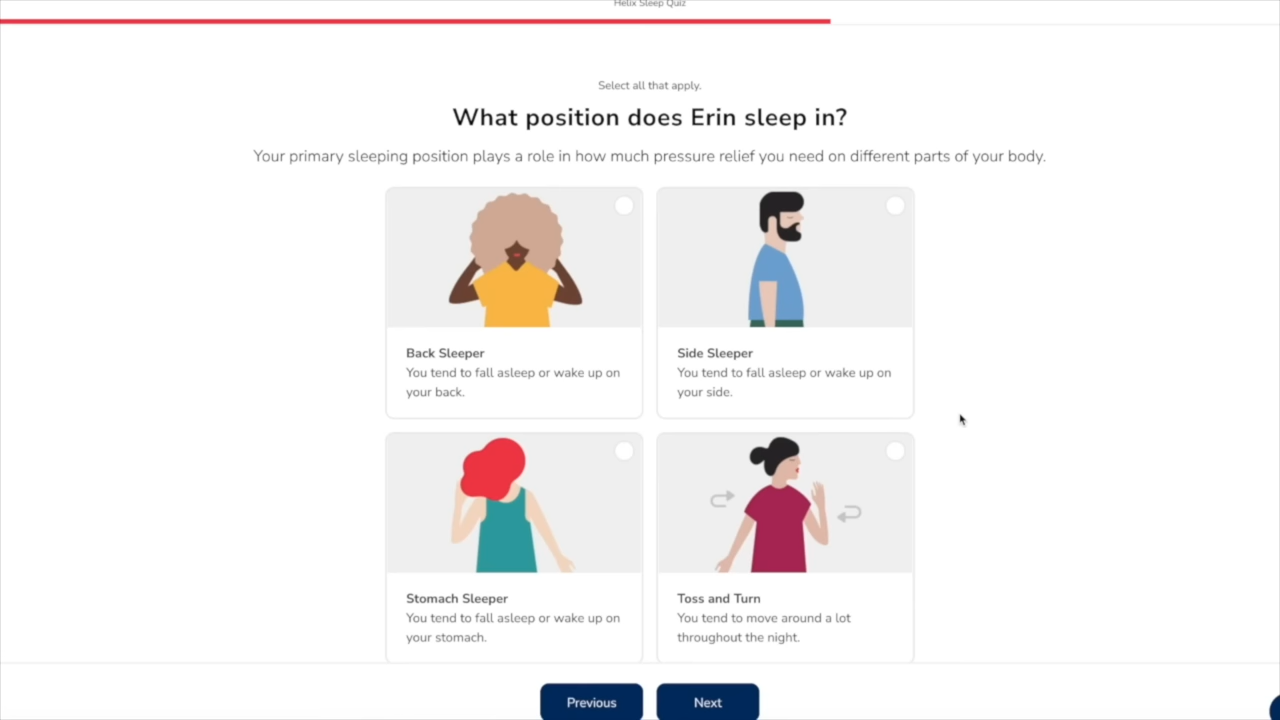 Helix Sleep Quiz
Select all that apply.
What position does Erin sleep in?
Your primary sleeping position plays a role in how much pressure relief you need on different parts of your body.
Back Sleeper
You tend to fall asleep or wake up on
your back.
Side Sleeper
You tend to fall asleep or wake up on
your side.
Stomach Sleeper
You tend to fall asleep or wake up on
your stomach.
Toss and Turn
You tend to move around a lot
throughout the night.
Previous
Next